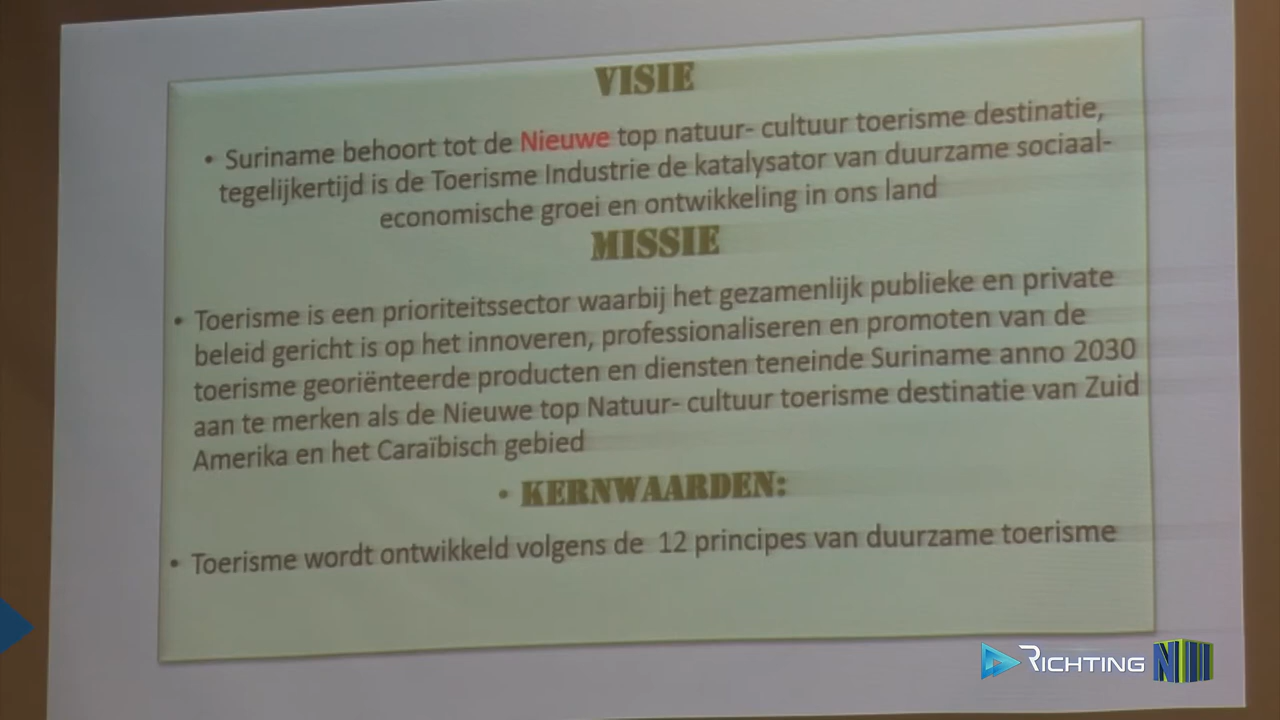 VISIE
• Suriname behoort tot de Nieuwe top natuur- cultuur toerisme destinatie,
tegelijkertijd is de Toerisme Industrie de katalysator van duurzame sociaal-
economische groei en ontwikkeling in ons land
MISSIE
• Toerisme is een prioriteitssector waarbij het gezamenlijk publieke en private
beleid gericht is op het innoveren, professionaliseren en promoten van de
toerisme georiënteerde producten en diensten teneinde Suriname anno 2030
aan te merken als de Nieuwe top Natuur- cultuur toerisme destinatie van Zuid
Amerika en het Caraïbisch gebied
• KERNWAARDEN:
• Toerisme wordt ontwikkeld volgens de 12 principes van duurzame toerisme
RICHTING N